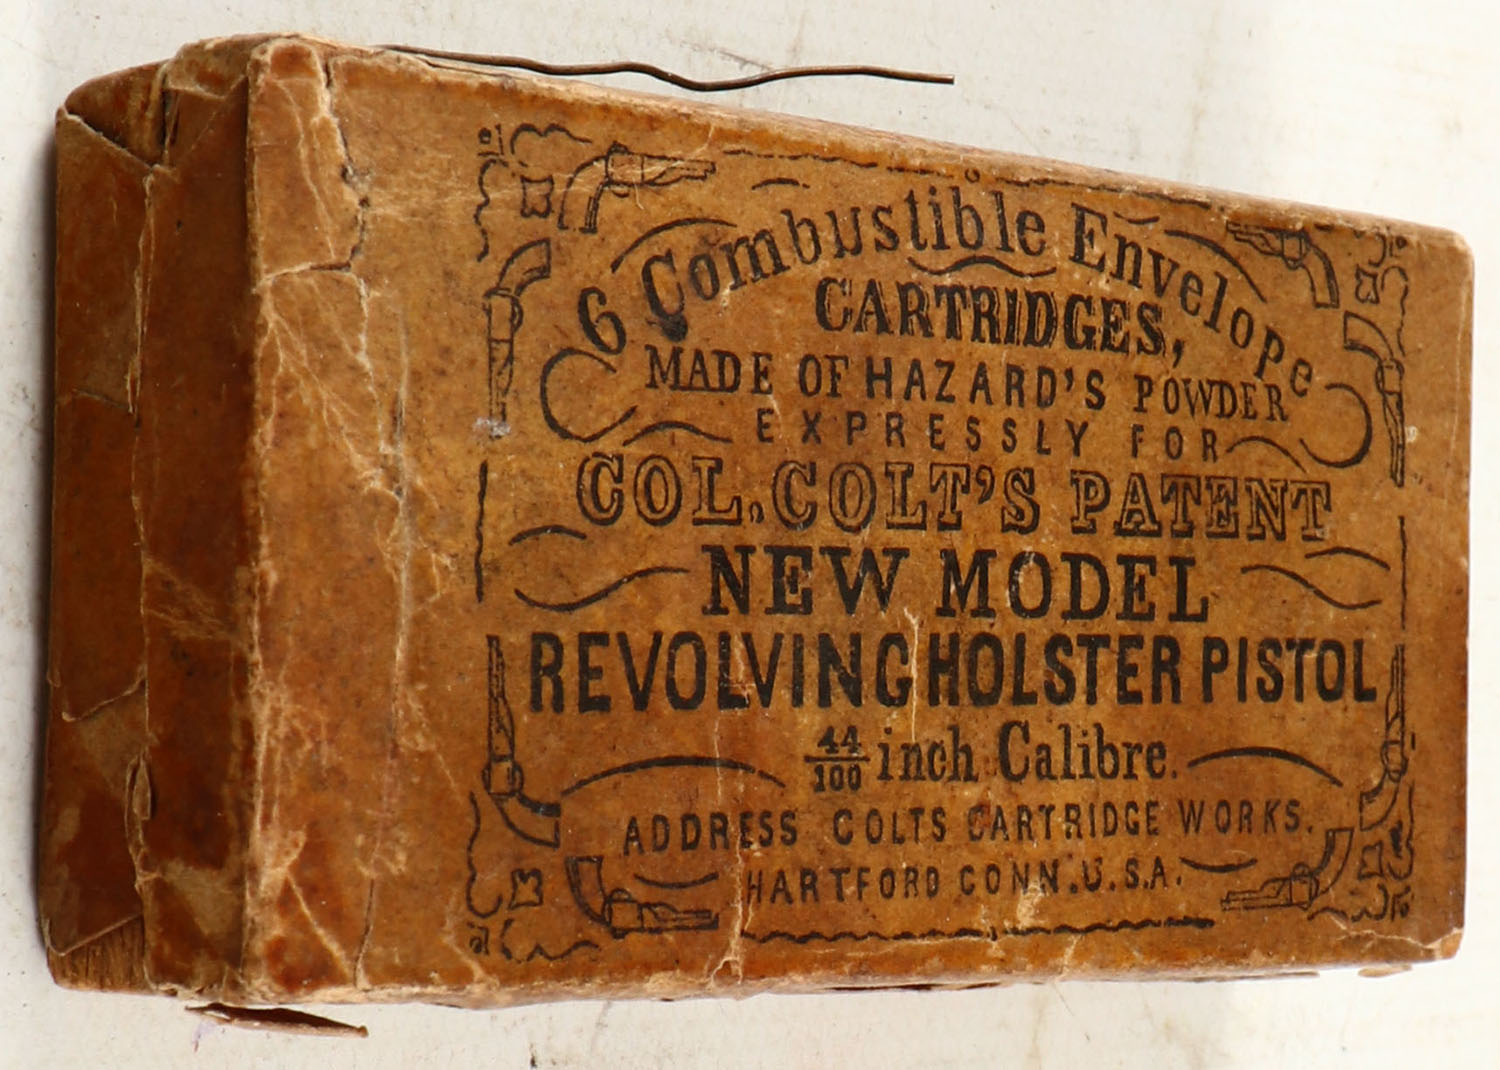 6 Combustible Envelope
CARTRIDGES,
MADE OF HAZARD'S POWDER
EXPRESSLY FOR
COL. COLT'S PATENT
NEW MODEL
REVOLVING HOLSTER PISTOL
44/100 inch Calibre.
ADDRESS COLTS CARTRIDGE WORKS.
HARTFORD CONN. U.S.A.